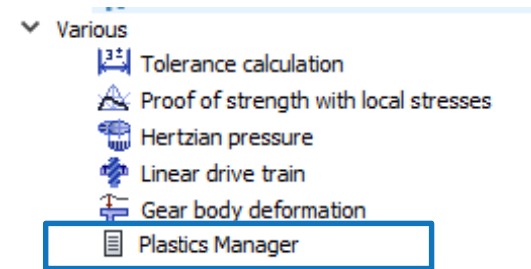 Various
Tolerance calculation
Proof of strength with local stresses
Hertzian pressure
Linear drive train
Gear body deformation
Plastics Manager